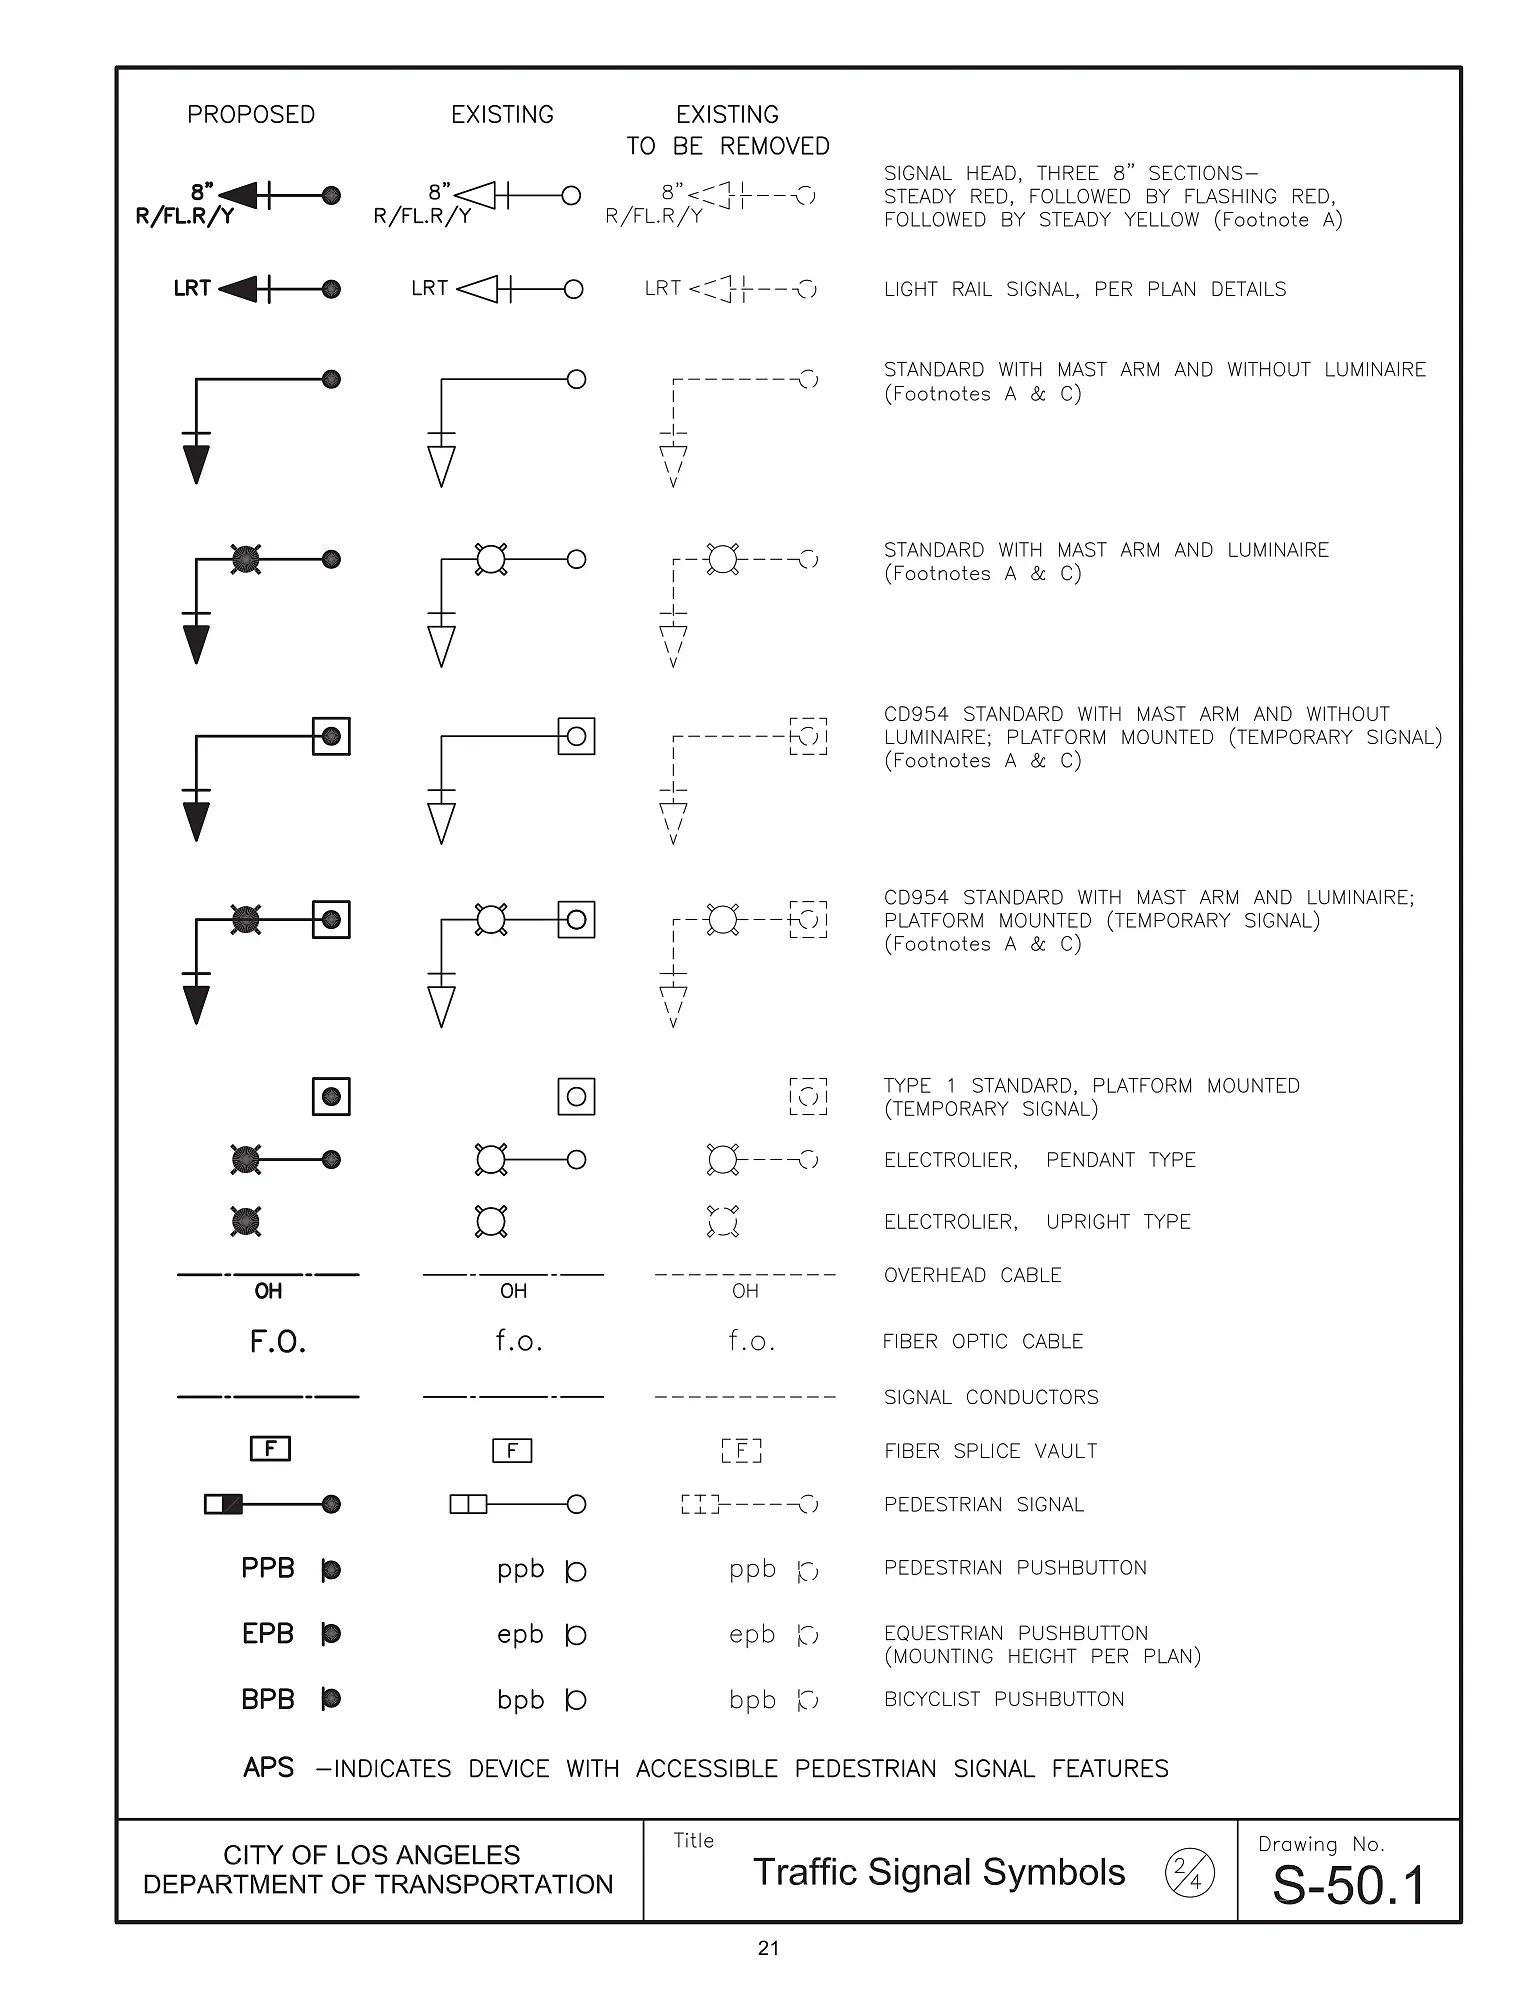 PROPOSED EXISTING EXISTING
TO BE REMOVED
8" 8" 8"
R/FL.R/Y R/FL.R/Y R/FL.R/Y
SIGNAL HEAD, THREE 8" SECTIONS–
STEADY RED, FOLLOWED BY FLASHING RED,
FOLLOWED BY STEADY YELLOW (Footnote A)
LRT LRT LRT LIGHT RAIL SIGNAL, PER PLAN DETAILS
STANDARD WITH MAST ARM AND WITHOUT LUMINAIRE
(Footnotes A & C)
STANDARD WITH MAST ARM AND LUMINAIRE
(Footnotes A & C)
CD954 STANDARD WITH MAST ARM AND WITHOUT
LUMINAIRE; PLATFORM MOUNTED (TEMPORARY SIGNAL)
(Footnotes A & C)
CD954 STANDARD WITH MAST ARM AND LUMINAIRE;
PLATFORM MOUNTED (TEMPORARY SIGNAL)
(Footnotes A & C)
TYPE 1 STANDARD, PLATFORM MOUNTED
(TEMPORARY SIGNAL)
ELECTROLIER, PENDANT TYPE
ELECTROLIER, UPRIGHT TYPE
OVERHEAD CABLE
OH OH OH
F.O. f.o. f.o. FIBER OPTIC CABLE
SIGNAL CONDUCTORS
F F F FIBER SPLICE VAULT
PEDESTRIAN SIGNAL
PPB ppb ppb PEDESTRIAN PUSHBUTTON
EPB epb epb EQUESTRIAN PUSHBUTTON
(MOUNTING HEIGHT PER PLAN)
BPB bpb bpb BICYCLIST PUSHBUTTON
APS –INDICATES DEVICE WITH ACCESSIBLE PEDESTRIAN SIGNAL FEATURES
CITY OF LOS ANGELES
DEPARTMENT OF TRANSPORTATION
Title
Traffic Signal Symbols 2/4
Drawing No.
S-50.1
21